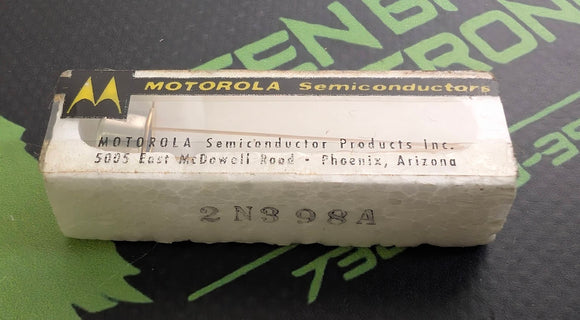 MOTOROLA Semiconductors
MOTOROLA Semiconductor Products Inc.
5005 East McDowell Road - Phoenix, Arizona
2N398A